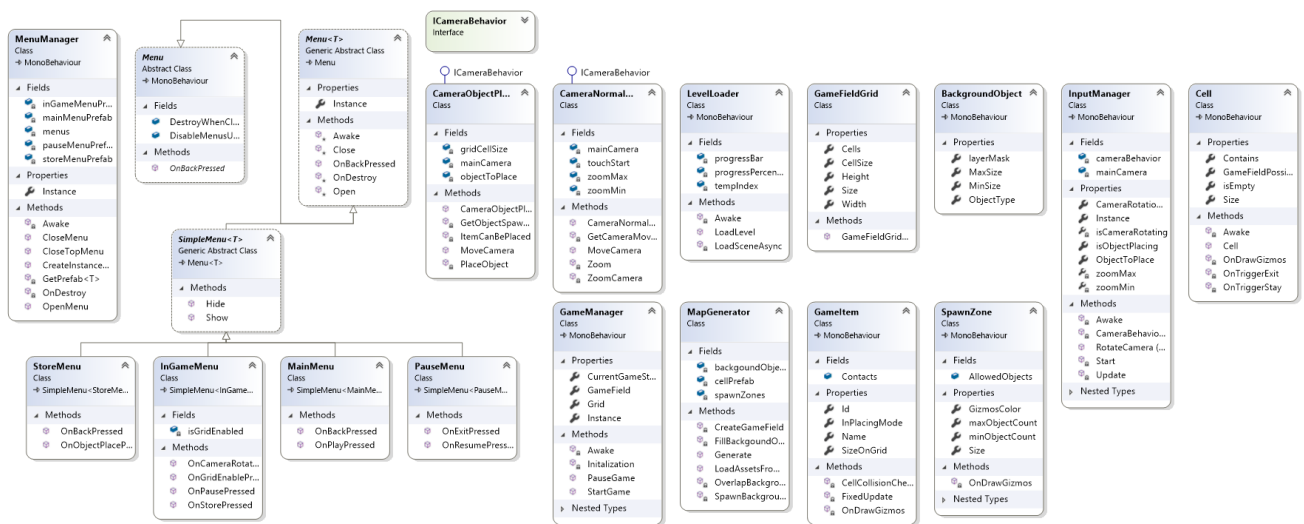 MenuManager
Class
MonoBehaviour
Fields
inGameMenuPr...
mainMenuPrefab
menus
pauseMenuPref...
storeMenuPrefab
Properties
Instance
Methods
Awake
CloseMenu
CloseTopMenu
CreateInstance...
GetPrefab<T>
OnDestroy
OpenMenu
Menu
Abstract Class
MonoBehaviour
Fields
DestroyWhenCl...
DisableMenusU...
Methods
OnBackPressed
Menu<T>
Generic Abstract Class
Menu
Properties
Instance
Methods
Awake
Close
OnBackPressed
OnDestroy
Open
SimpleMenu<T>
Generic Abstract Class
Menu<T>
Methods
Hide
Show
StoreMenu
Class
SimpleMenu<StoreMe...
Methods
OnBackPressed
OnObjectPlaceP...
InGameMenu
Class
SimpleMenu<InGame...
Fields
isGridEnabled
Methods
OnCameraRotat...
OnGridEnablePr...
OnPausePressed
OnStorePressed
MainMenu
Class
SimpleMenu<MainMe...
Methods
OnBackPressed
OnPlayPressed
PauseMenu
Class
SimpleMenu<PauseM...
Methods
OnExitPressed
OnResumePress...
ICameraBehavior
Interface
ICameraBehavior
CameraObjectPl...
Class
Fields
gridCellSize
mainCamera
objectToPlace
Methods
CameraObjectPl...
GetObjectSpaw...
ItemCanBePlaced
MoveCamera
PlaceObject
ICameraBehavior
CameraNormal...
Class
Fields
mainCamera
touchStart
zoomMax
zoomMin
Methods
CameraNormal...
GetCameraMov...
MoveCamera
Zoom
ZoomCamera
LevelLoader
Class
MonoBehaviour
Fields
progressBar
progressPercen...
tempIndex
Methods
Awake
LoadLevel
LoadSceneAsync
GameFieldGrid
Class
Properties
Cells
CellSize
Height
Size
Width
Methods
GameFieldGrid...
BackgroundObject
Class
MonoBehaviour
Properties
layerMask
MaxSize
MinSize
ObjectType
InputManager
Class
MonoBehaviour
Fields
cameraBehavior
mainCamera
Properties
CameraRotatio...
Instance
isCameraRotating
isObjectPlacing
ObjectToPlace
zoomMax
zoomMin
Methods
Awake
CameraBehavio...
RotateCamera (...
Start
Update
Nested Types
Cell
Class
MonoBehaviour
Properties
Contains
GameFieldPossi...
isEmpty
Size
Methods
Awake
Cell
OnDrawGizmos
OnTriggerExit
OnTriggerStay
GameManager
Class
MonoBehaviour
Properties
CurrentGameSt...
GameField
Grid
Instance
Methods
Awake
Initalization
PauseGame
StartGame
Nested Types
MapGenerator
Class
MonoBehaviour
Fields
backgoundObje...
cellPrefab
spawnZones
Methods
CreateGameField
FillBackgoundO...
Generate
LoadAssetsFro...
OverlapBackgro...
SpawnBackgrou...
GameItem
Class
MonoBehaviour
Fields
Contacts
Properties
Id
InPlacingMode
Name
SizeOnGrid
Methods
CellCollisionChe...
FixedUpdate
OnDrawGizmos
SpawnZone
Class
MonoBehaviour
Fields
AllowedObjects
Properties
GizmosColor
maxObjectCount
minObjectCount
Size
Methods
OnDrawGizmos
Nested Types